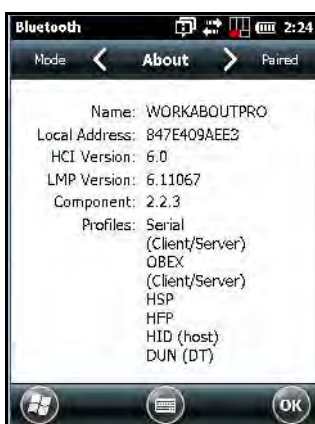 Bluetooth 2:24
Mode About Paired
Name: WORKABOUTPRO
Local Address: 847E409AEE3
HCI Version: 6.0
LMP Version: 6.11067
Component: 2.2.3
Profiles: Serial
(Client/Server)
OBEX
(Client/Server)
HSP
HFP
HID (host)
DUN (DT)
OK